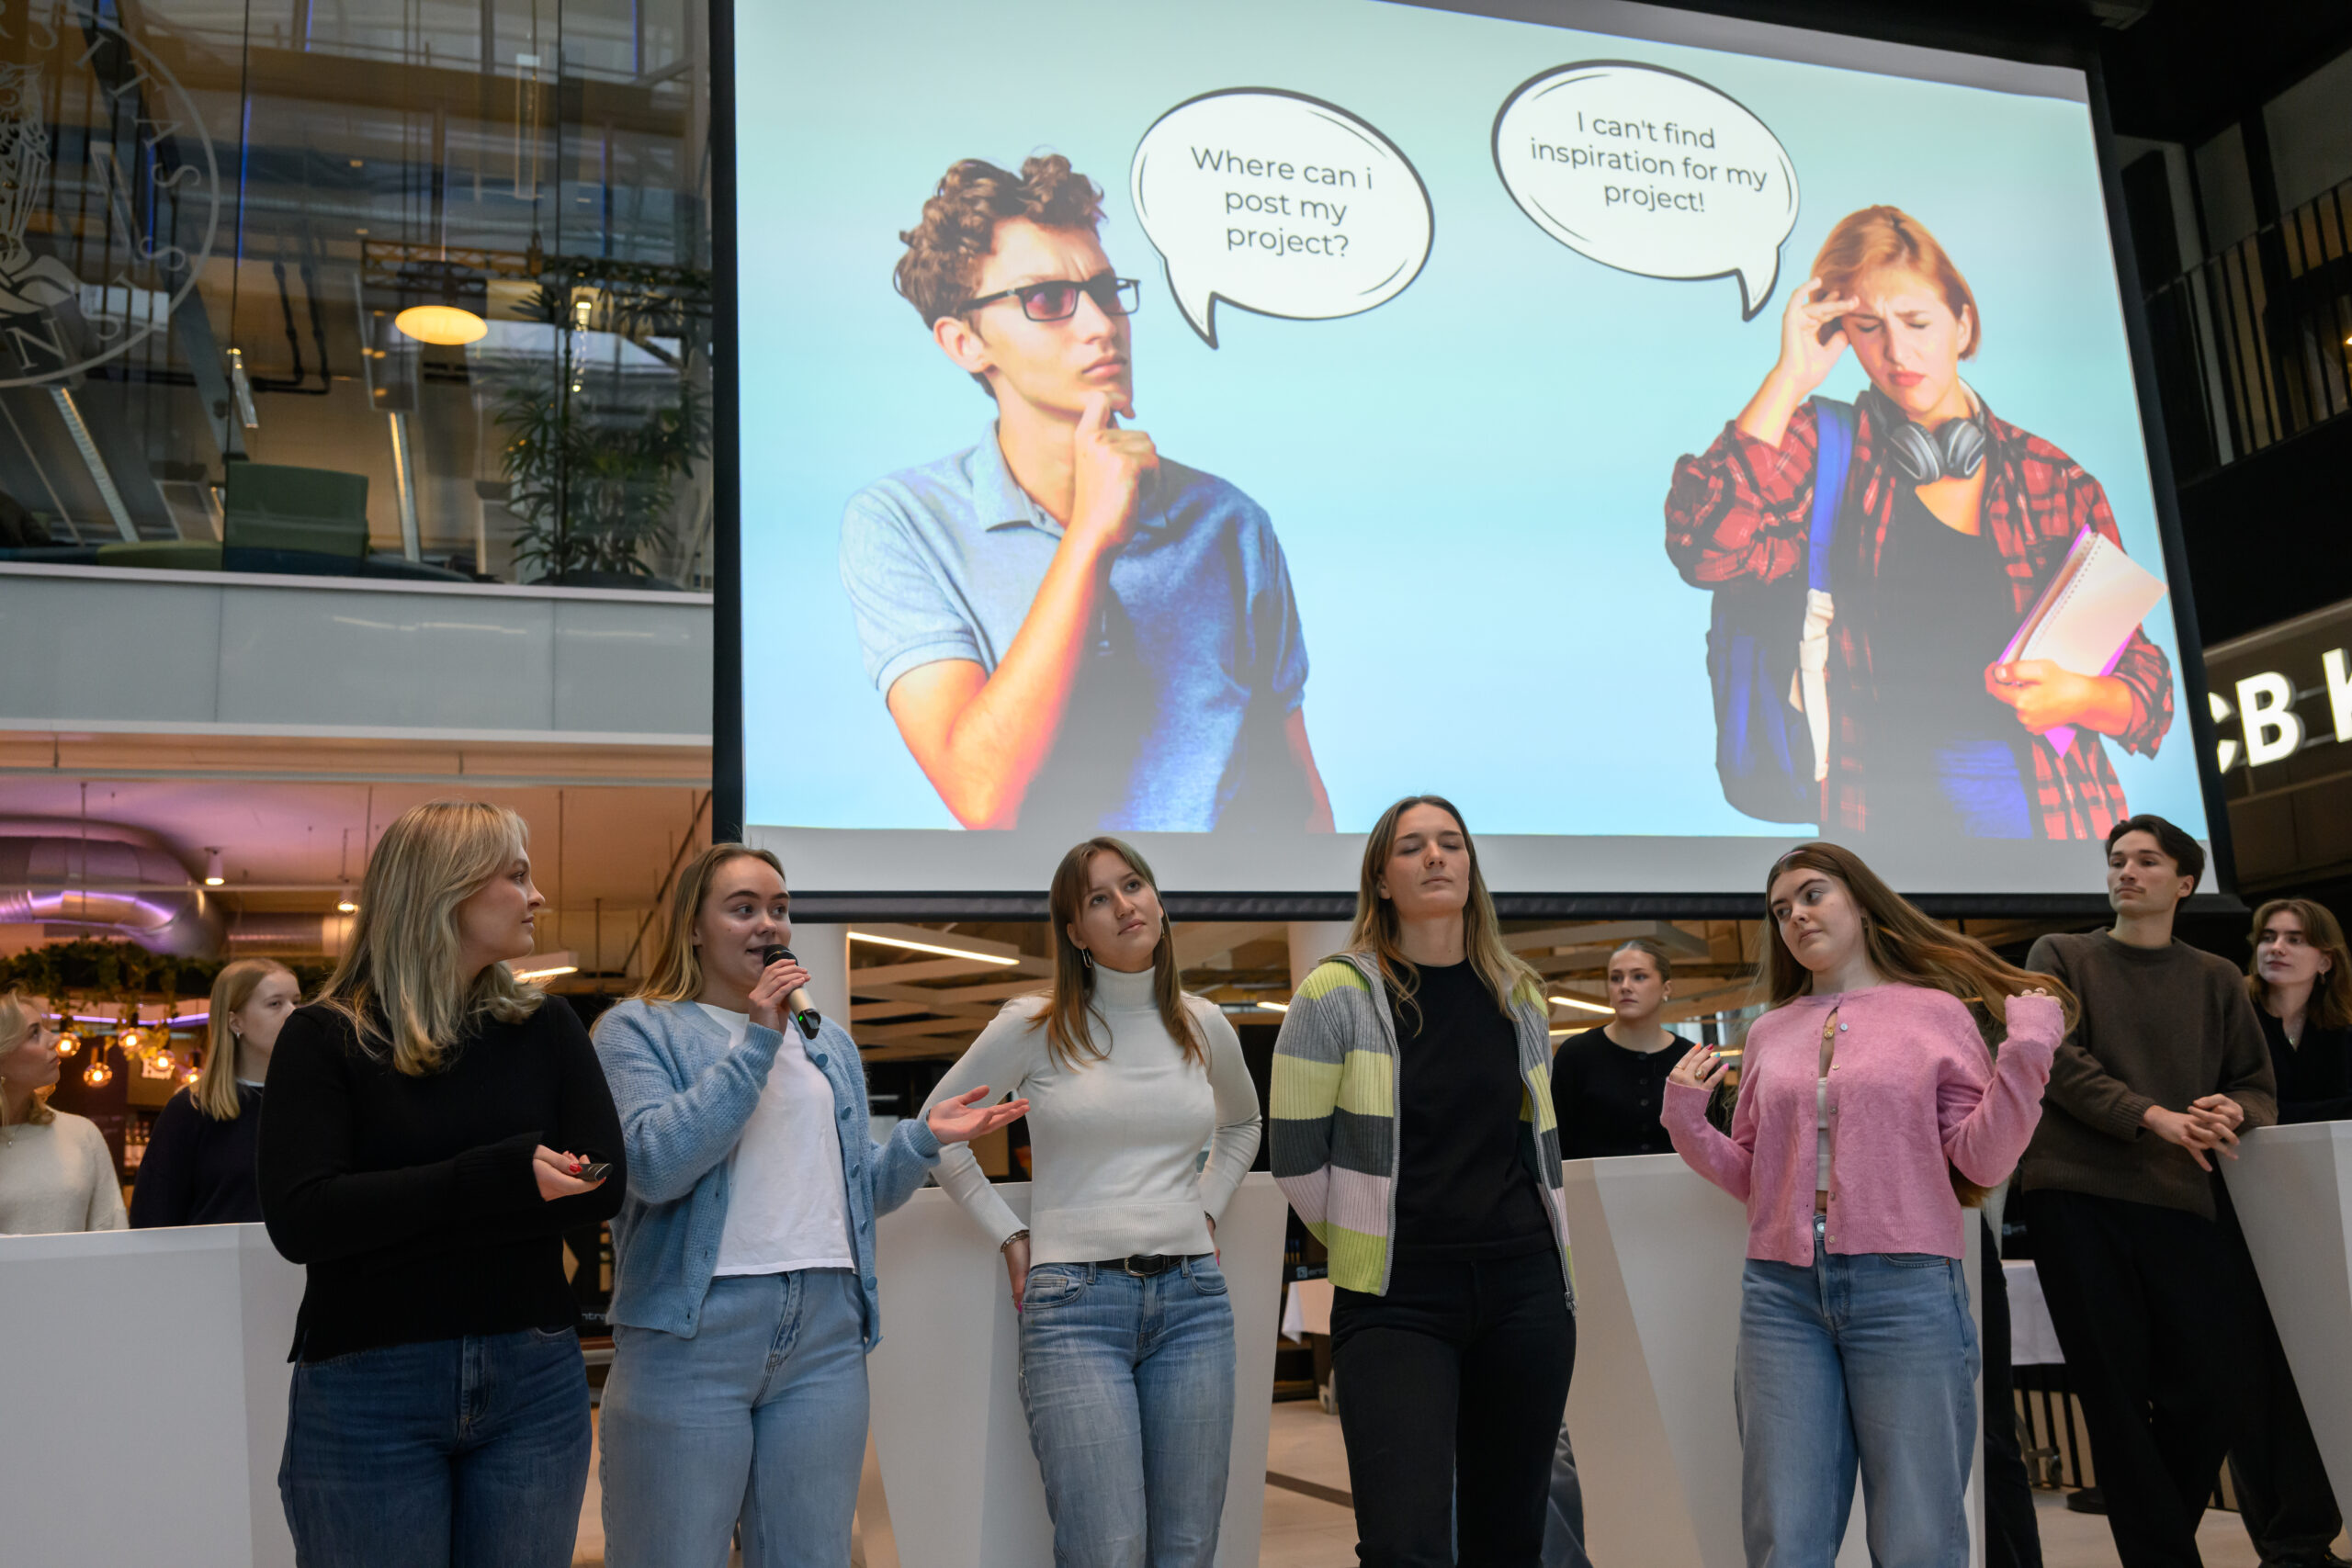 Where can i
post my
project?
I can't find
inspiration for my
project!
CB